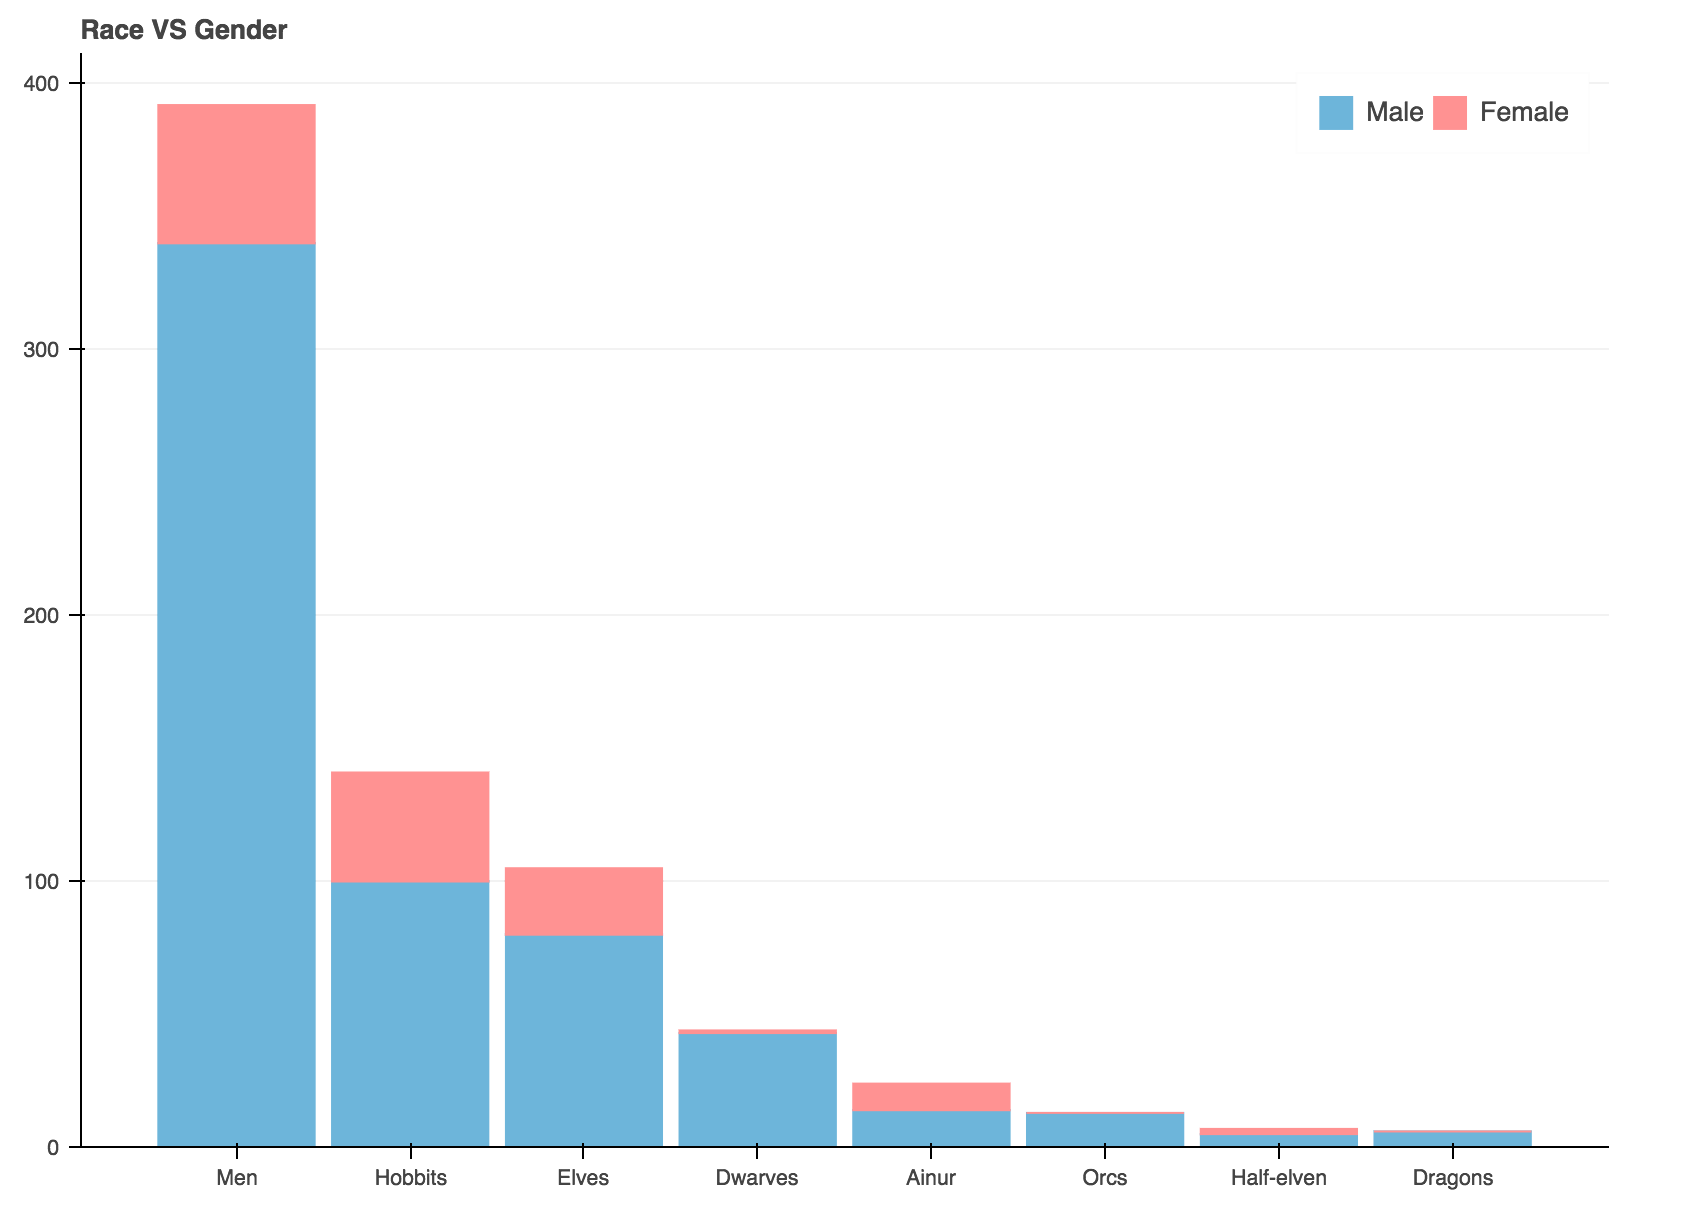 Race VS Gender
400
300
200
100
0
Male Female
Men Hobbits Elves Dwarves Ainur Orcs Half-elven Dragons